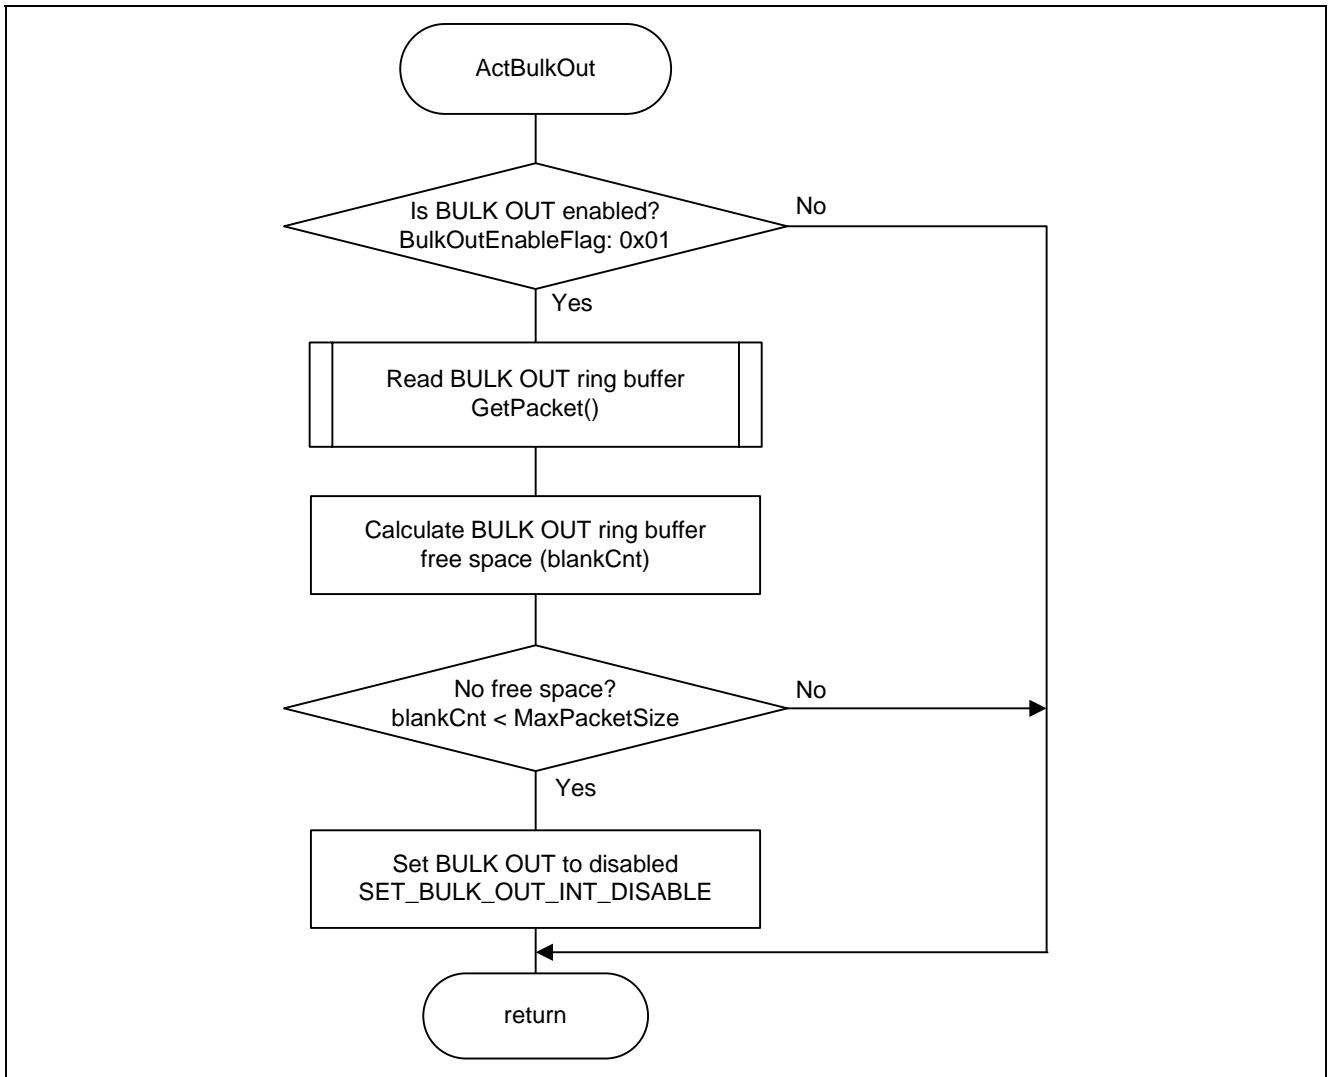 ActBulkOut
Is BULK OUT enabled?
BulkOutEnableFlag: 0x01
No
Yes
Read BULK OUT ring buffer
GetPacket()
Calculate BULK OUT ring buffer
free space (blankCnt)
No free space?
blankCnt < MaxPacketSize
No
Yes
Set BULK OUT to disabled
SET_BULK_OUT_INT_DISABLE
return